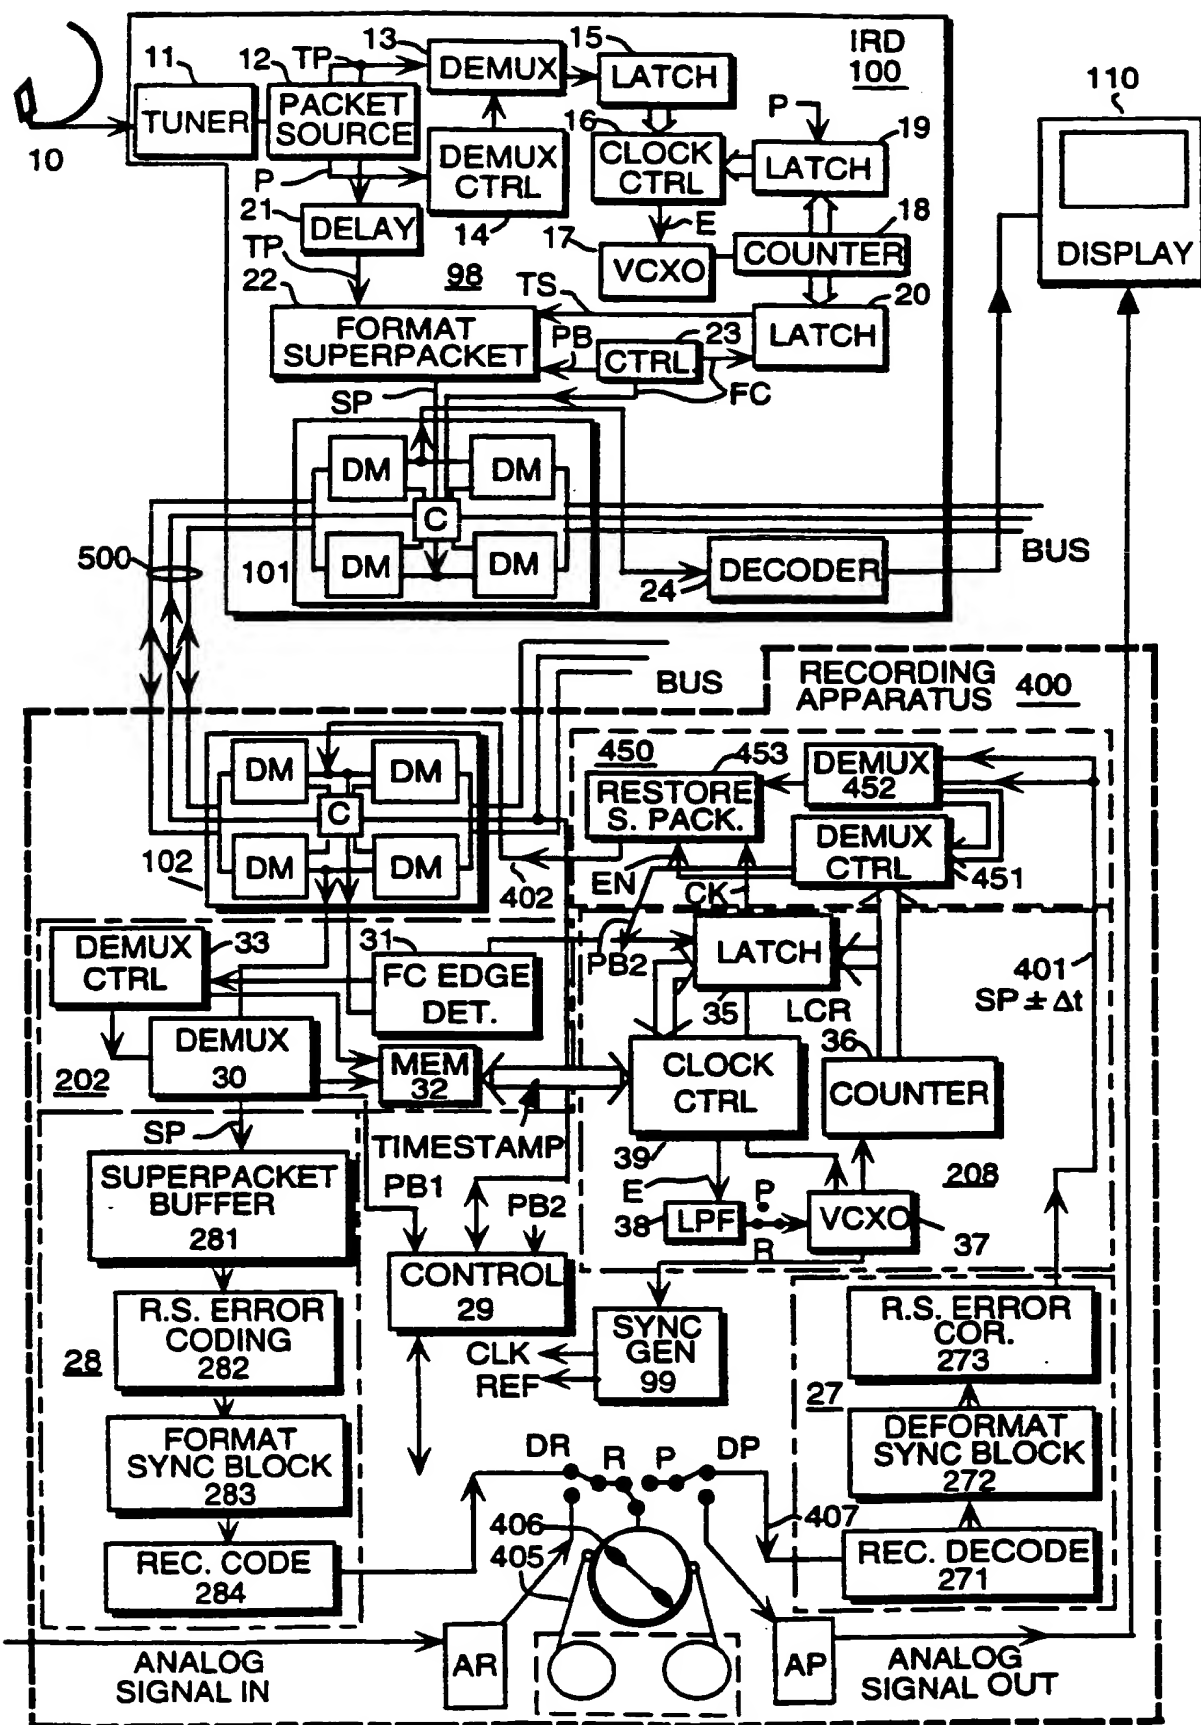 13
15
IRD
100
110
11
12
TP
DEMUX
LATCH
TUNER
PACKET
SOURCE
P
16
19
10
DEMUX
CTRL
CLOCK
CTRL
LATCH
P
21
DELAY
14
E
18
17
VCXO
COUNTER
DISPLAY
TP
22
98
TS
20
FORMAT
SUPERPACKET
PB
23
CTRL.
LATCH
SP
FC
DM
DM
C
500
DM
DM
101
24
DECODER
BUS
BUS
RECORDING
APPARATUS 400
DM
DM
C
DM
DM
102
450
453
DEMUX
452
RESTORE
S. PACK.
DEMUX
CTRL
451
402
EN
CK
DEMUX
CTRL
33
31
FC EDGE
DET.
PB2
LATCH
35
LCR
401
SP ± Δt
DEMUX
30
202
MEM
32
CLOCK
CTRL
36
COUNTER
SP
TIMESTAMP
39
SUPERPACKET
BUFFER
281
PB1
PB2
E
38
LPF
P
R
VCXO
208
37
CONTROL
29
R.S. ERROR
CODING
282
28
SYNC
GEN
99
CLK
REF
R.S. ERROR
COR.
273
27
FORMAT
SYNC BLOCK
283
DEFORMAT
SYNC BLOCK
272
DR
R
P
DP
406
405
407
REC. CODE
284
REC. DECODE
271
ANALOG
SIGNAL IN
AR
AP
ANALOG
SIGNAL OUT